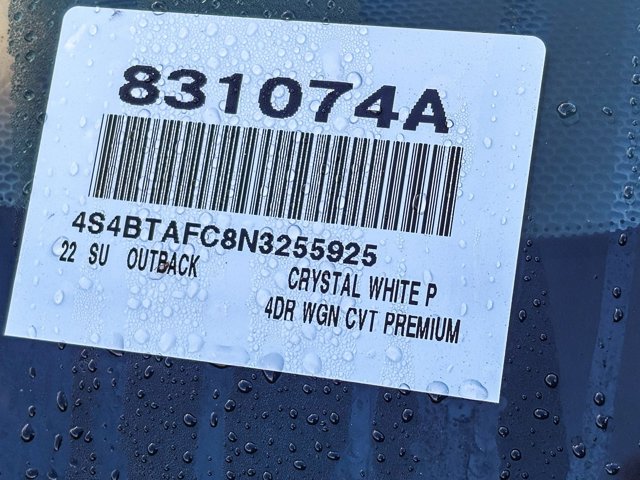 831074A
4S4BTAFC8N3255925
22 SU OUTBACK
CRYSTAL WHITE P
4DR WGN CVT PREMIUM